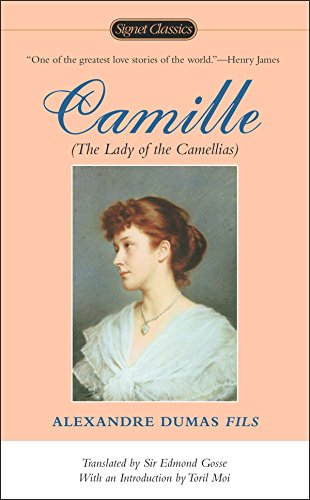 Signet Classics
“One of the greatest love stories of the world.”—Henry James
Camille
(The Lady of the Camellias)
ALEXANDRE DUMAS FILS
Translated by Sir Edmond Gosse
With an Introduction by Toril Moi